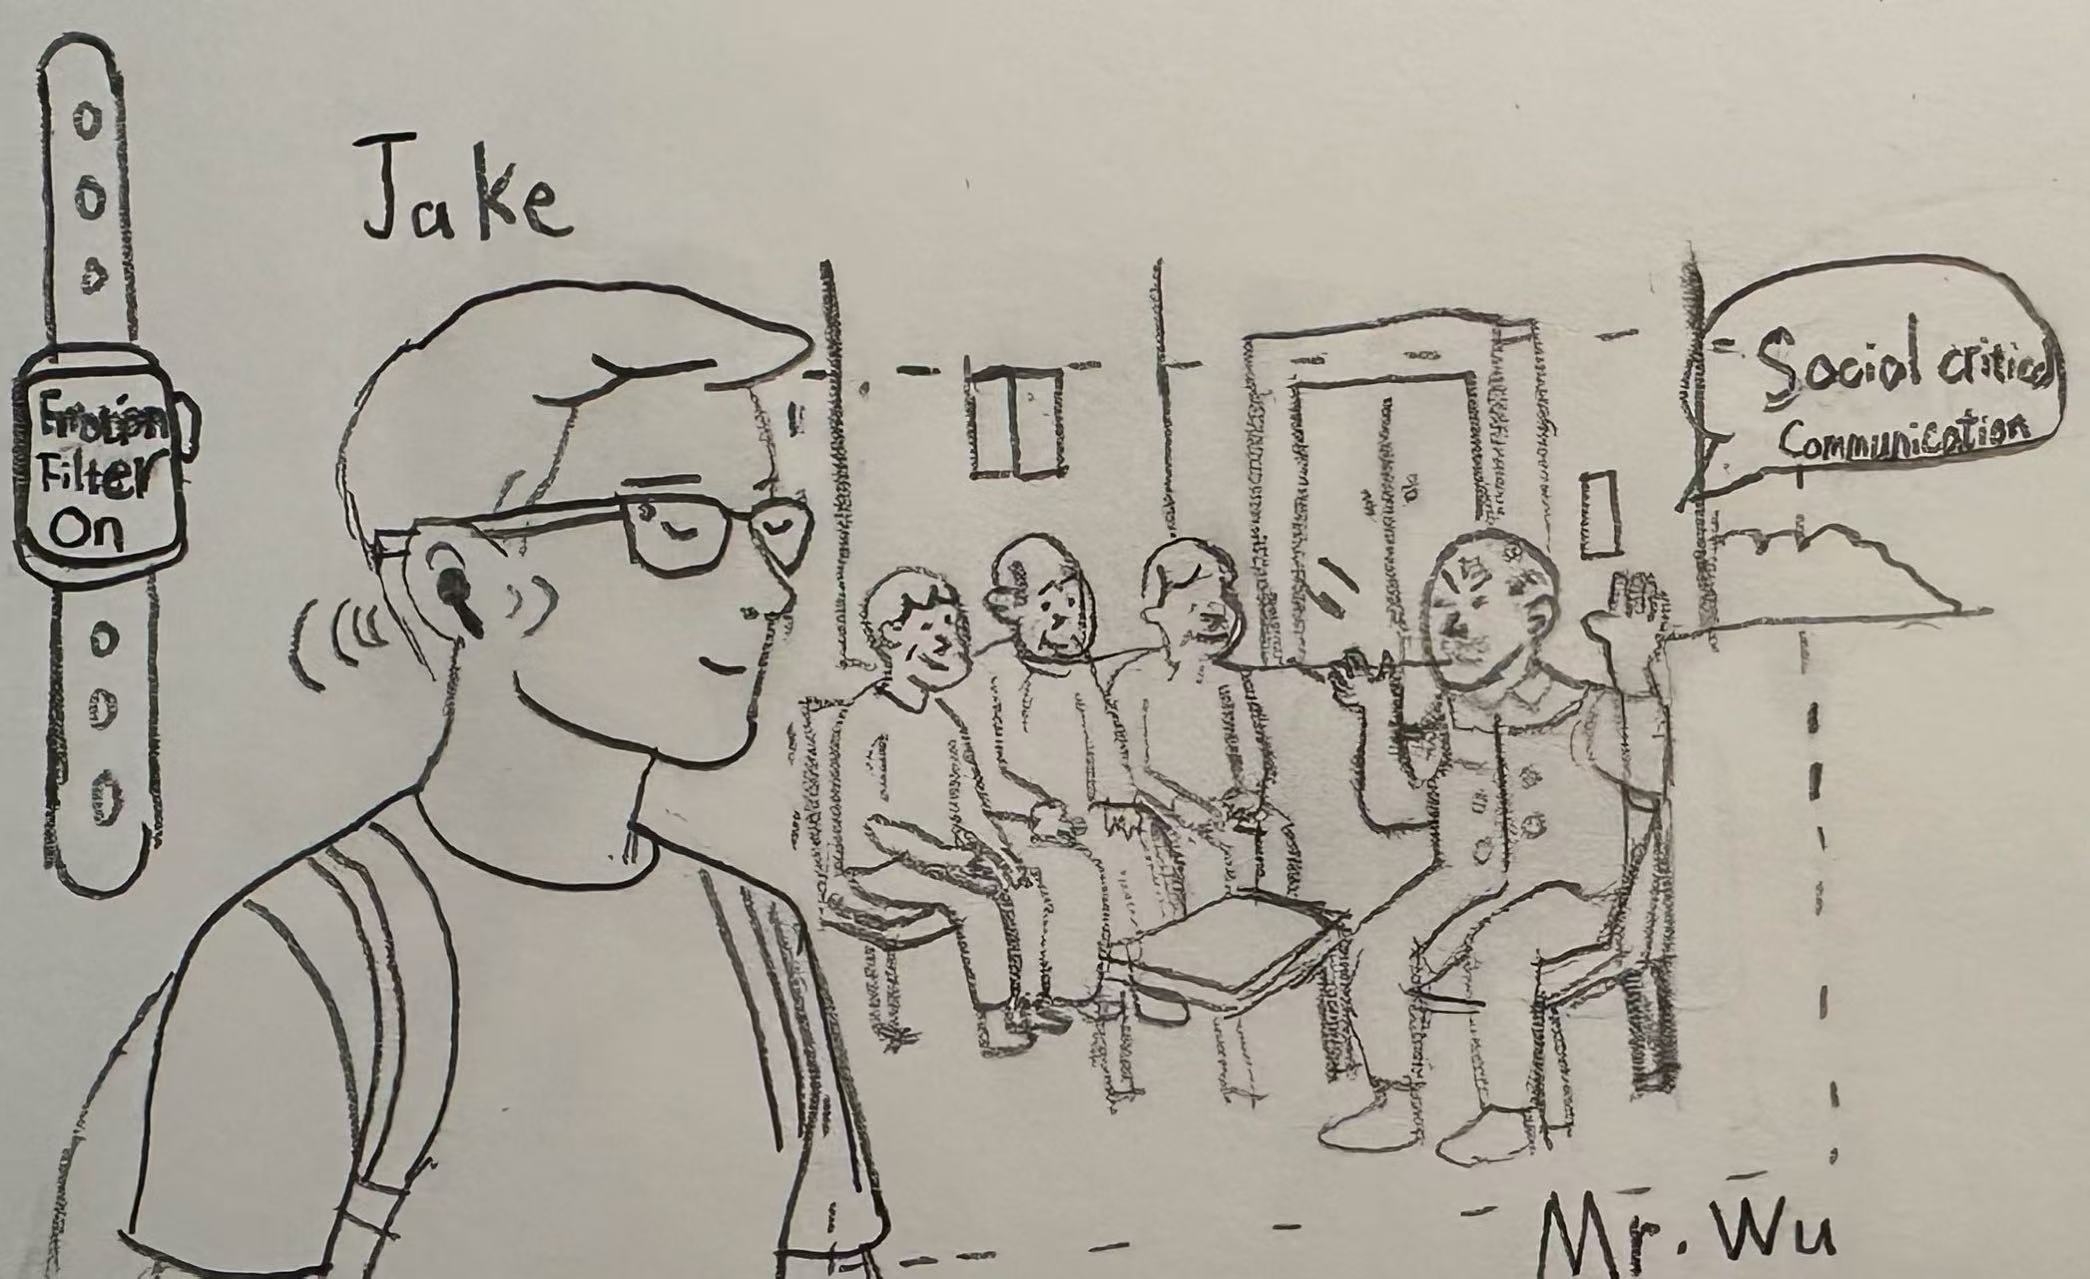 Jake
Emotion
Filter
On
Social critical
Communication
Mr. Wu